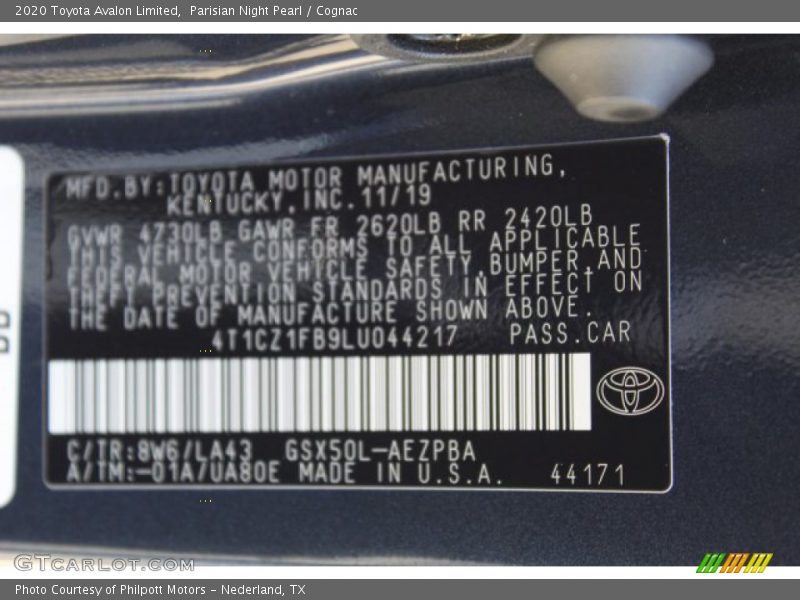 2020 Toyota Avalon Limited, Parisian Night Pearl / Cognac
MFD.BY:TOYOTA MOTOR MANUFACTURING,
KENTUCKY,INC.11/19
GVWR 4730LB GAWR FR 2620LB RR 2420LB
THIS VEHICLE CONFORMS TO ALL APPLICABLE
FEDERAL MOTOR VEHICLE SAFETY,BUMPER,AND
THEFT PREVENTION STANDARDS IN EFFECT ON
THE DATE OF MANUFACTURE SHOWN ABOVE.
4T1CZ1FB9LU044217 PASS.CAR
C/TR:8W6/LA43 GSX50L-AEZPBA
A/TM:-01A/UA80E MADE IN U.S.A. 44171
GTCARLOT.COM
Photo Courtesy of Philpott Motors - Nederland, TX